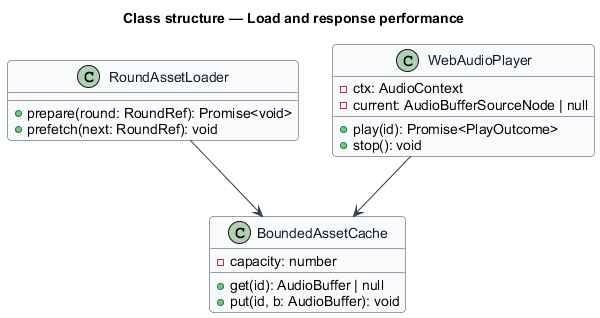 Class structure — Load and response performance
C RoundAssetLoader
+prepare(round: RoundRef): Promise<void>
prefetch(next: RoundRef): void
C WebAudioPlayer
ctx: AudioContext
current: AudioBufferSourceNode | null
play(id): Promise<PlayOutcome>
stop(): void
C BoundedAssetCache
capacity: number
get(id): AudioBuffer | null
put(id, b: AudioBuffer): void